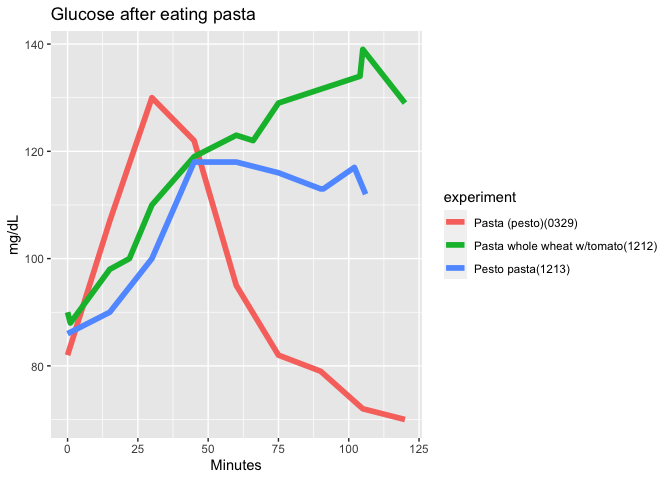 Glucose after eating pasta
140
120
100
80
mg/dL
0 25 50 75 100 125
Minutes
experiment
Pasta (pesto)(0329)
Pasta whole wheat w/tomato(1212)
Pesto pasta(1213)